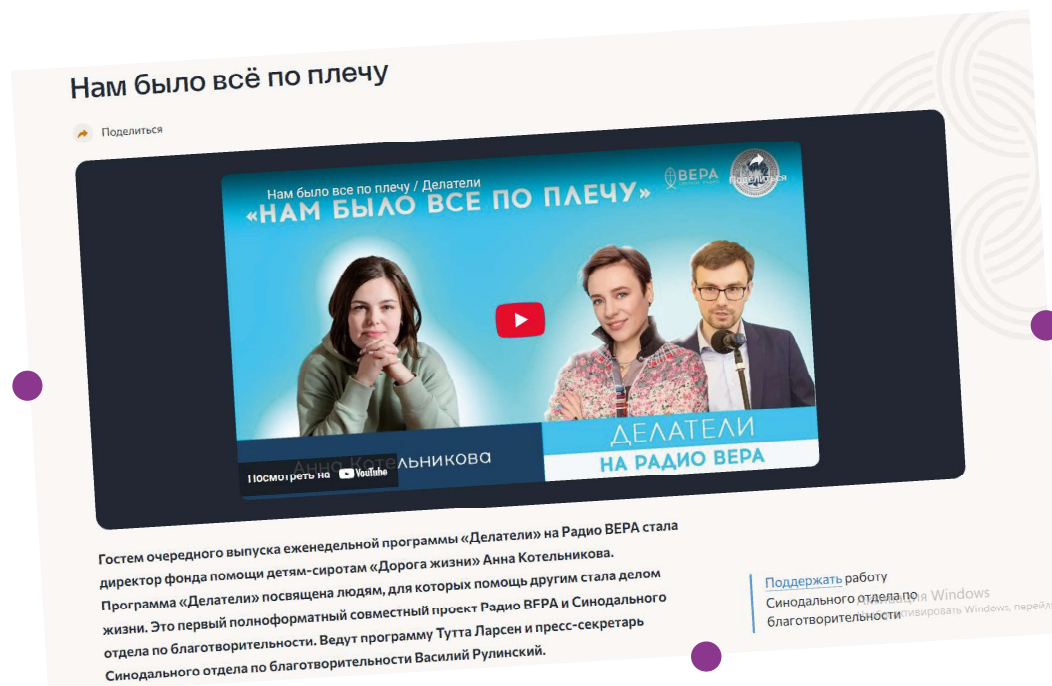 Нам было всё по плечу
Поделиться
Нам было все по плечу / Делатели
ВЕРА
Поделиться
«НАМ БЫЛО ВСЕ ПО ПЛЕЧУ»
ДЕЛАТЕЛИ
Анна Котельникова
НА РАДИО ВЕРА
Посмотреть на YouTube
Гостем очередного выпуска еженедельной программы «Делатели» на Радио ВЕРА стала
директор фонда помощи детям-сиротам «Дорога жизни» Анна Котельникова.
Программа «Делатели» посвящена людям, для которых помощь другим стала делом
жизни. Это первый полноформатный совместный проект Радио ВЕРА и Синодального
отдела по благотворительности. Ведут программу Тутта Ларсен и пресс-секретарь
Синодального отдела по благотворительности Василий Рулинский.
Поддержать работу
Синодального отдела по
благотворительности
Активация Windows
активировать Windows, перейди